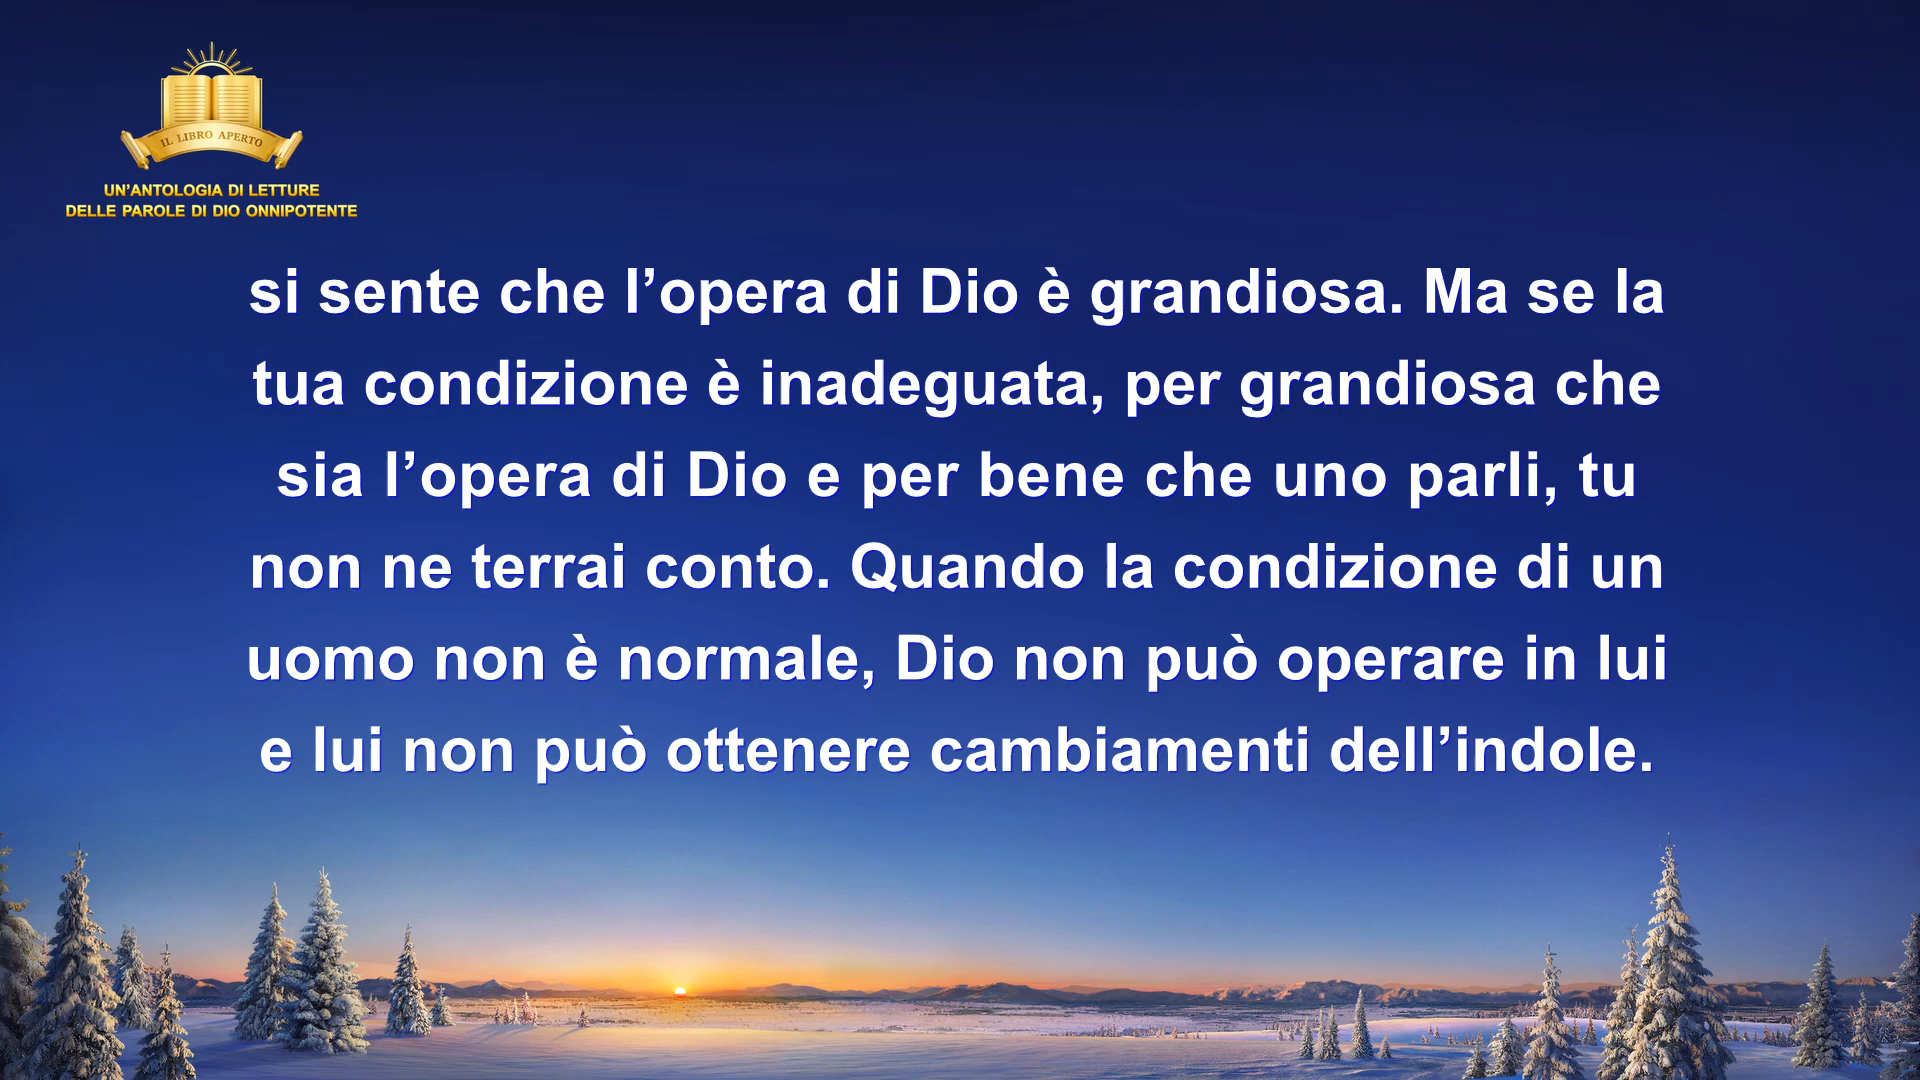 IL LIBRO APERTO
UN’ANTOLOGIA DI LETTURE
DELLE PAROLE DI DIO ONNIPOTENTE
si sente che l’opera di Dio è grandiosa. Ma se la
tua condizione è inadeguata, per grandiosa che
sia l’opera di Dio e per bene che uno parli, tu
non ne terrai conto. Quando la condizione di un
uomo non è normale, Dio non può operare in lui
e lui non può ottenere cambiamenti dell’indole.